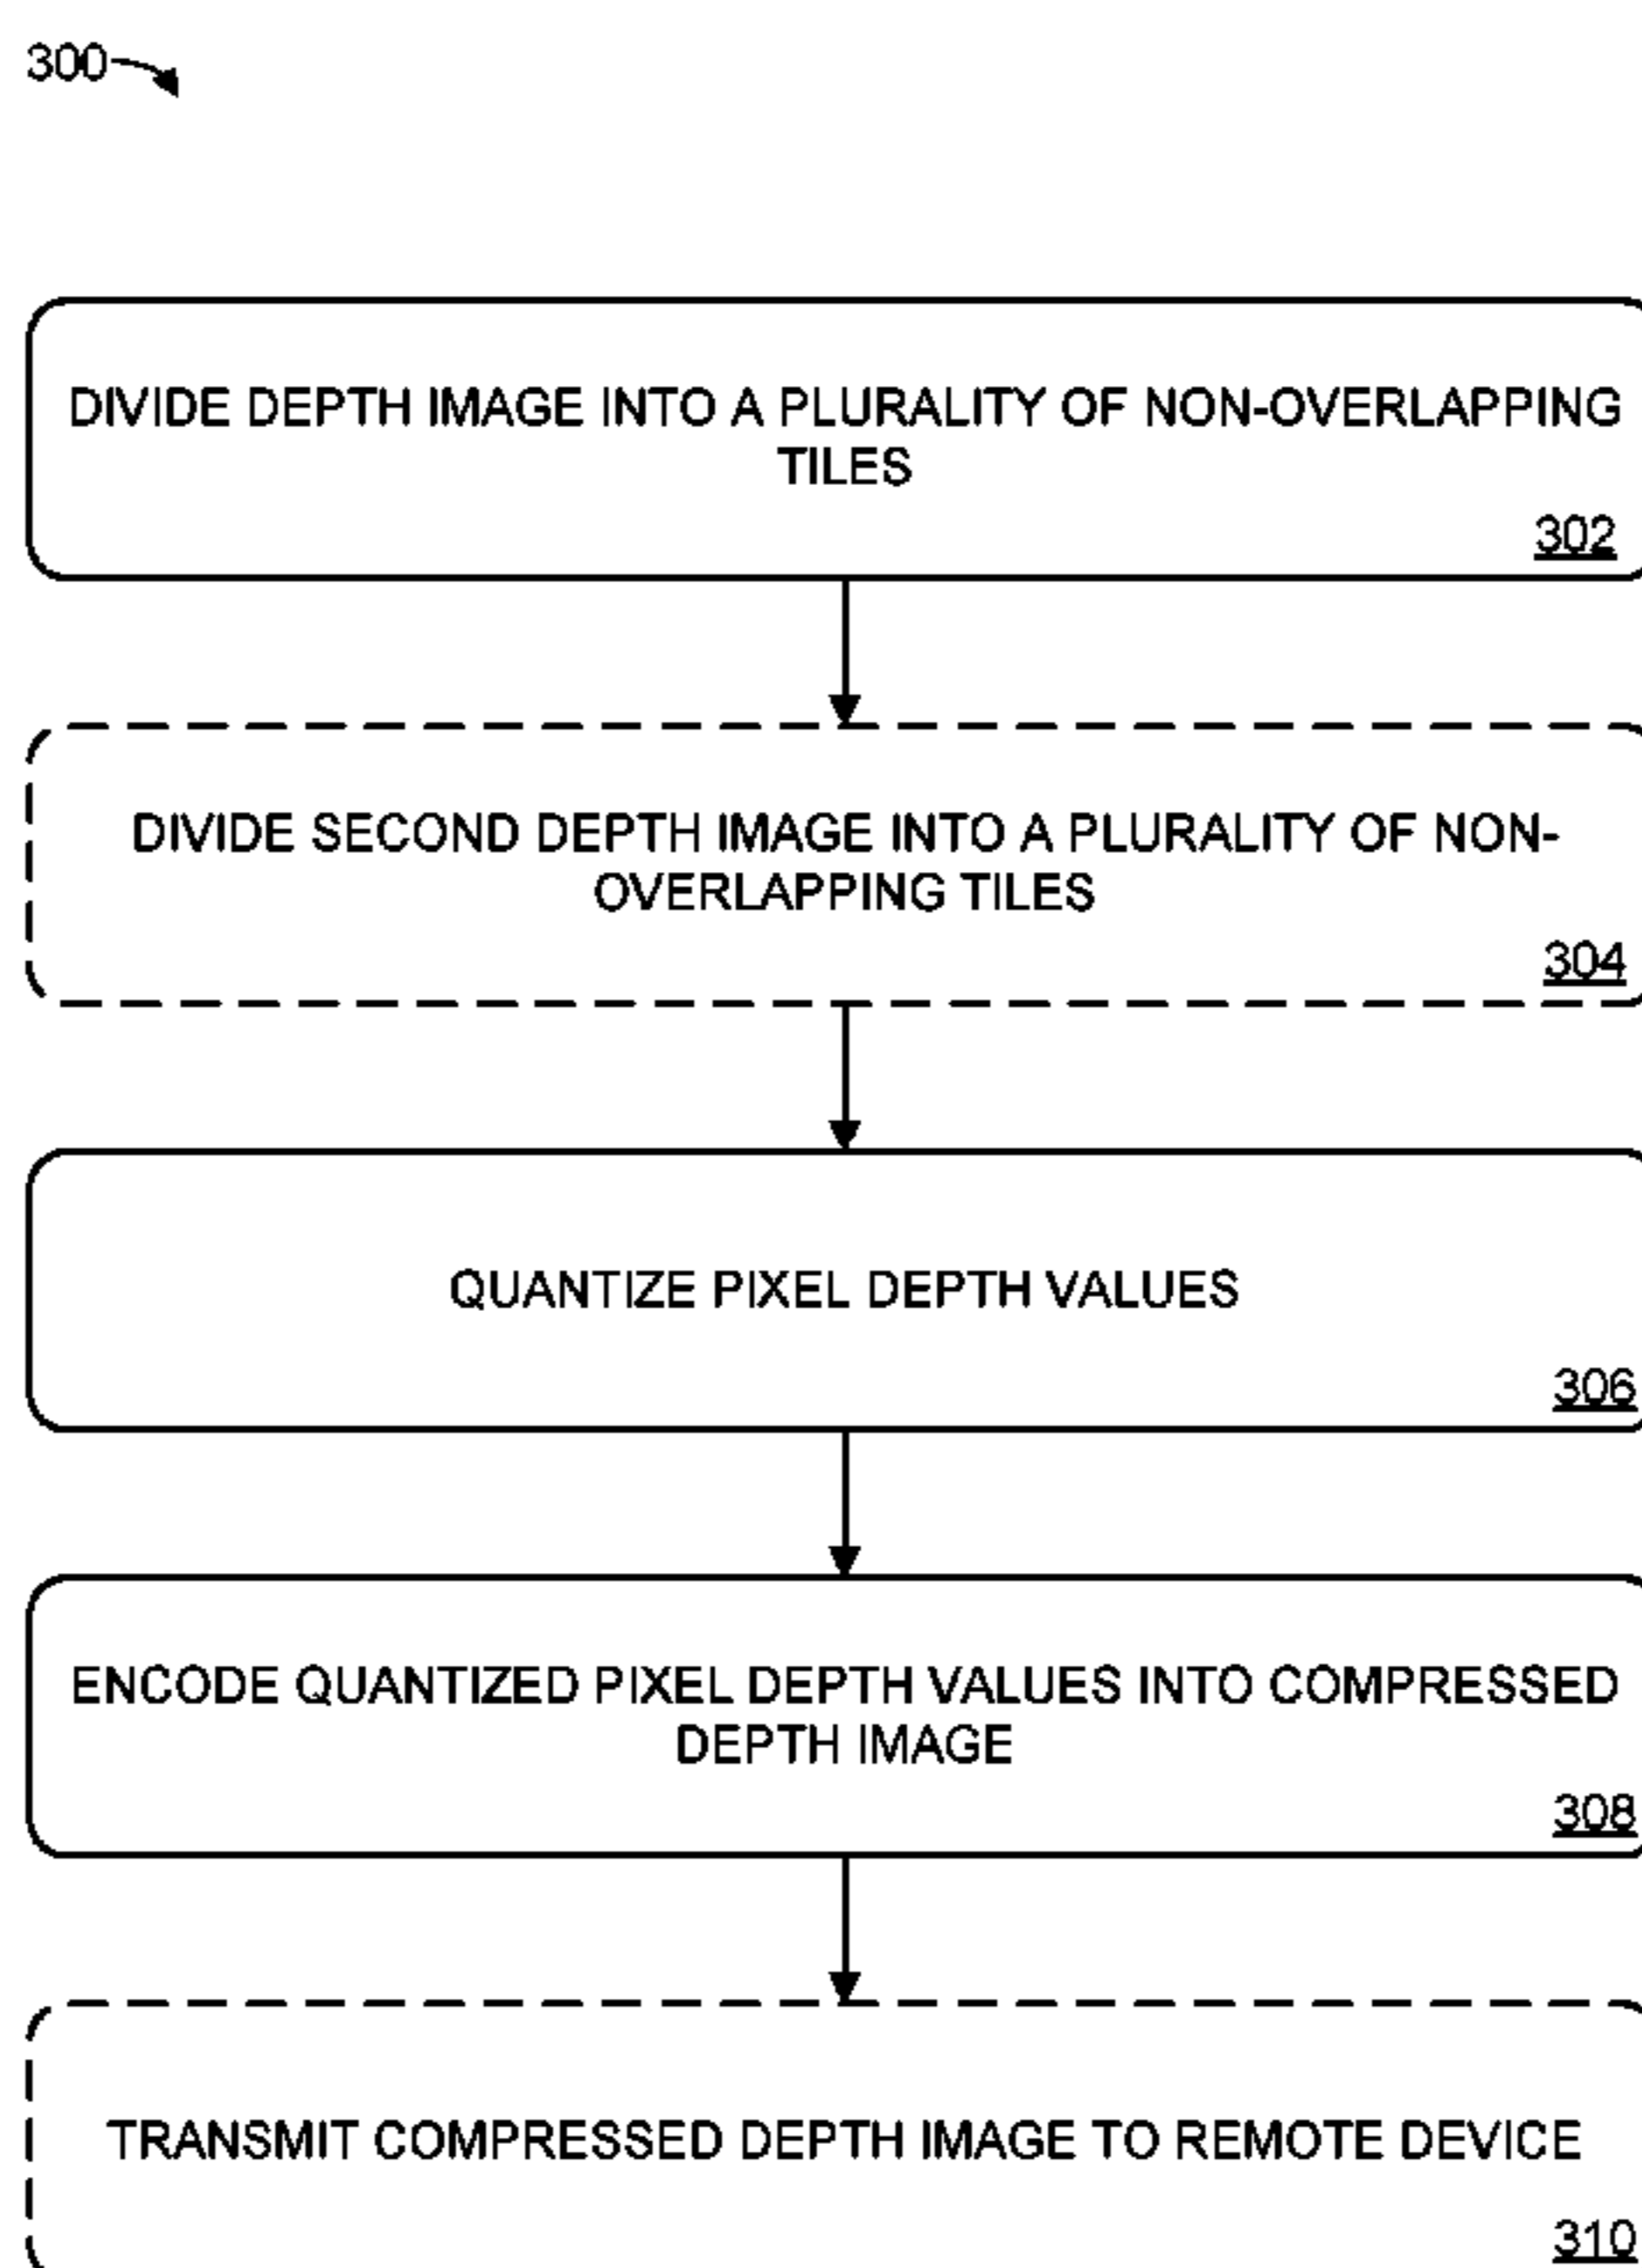 300
DIVIDE DEPTH IMAGE INTO A PLURALITY OF NON-OVERLAPPING
TILES
302
DIVIDE SECOND DEPTH IMAGE INTO A PLURALITY OF NON-
OVERLAPPING TILES
304
QUANTIZE PIXEL DEPTH VALUES
306
ENCODE QUANTIZED PIXEL DEPTH VALUES INTO COMPRESSED
DEPTH IMAGE
308
TRANSMIT COMPRESSED DEPTH IMAGE TO REMOTE DEVICE
310